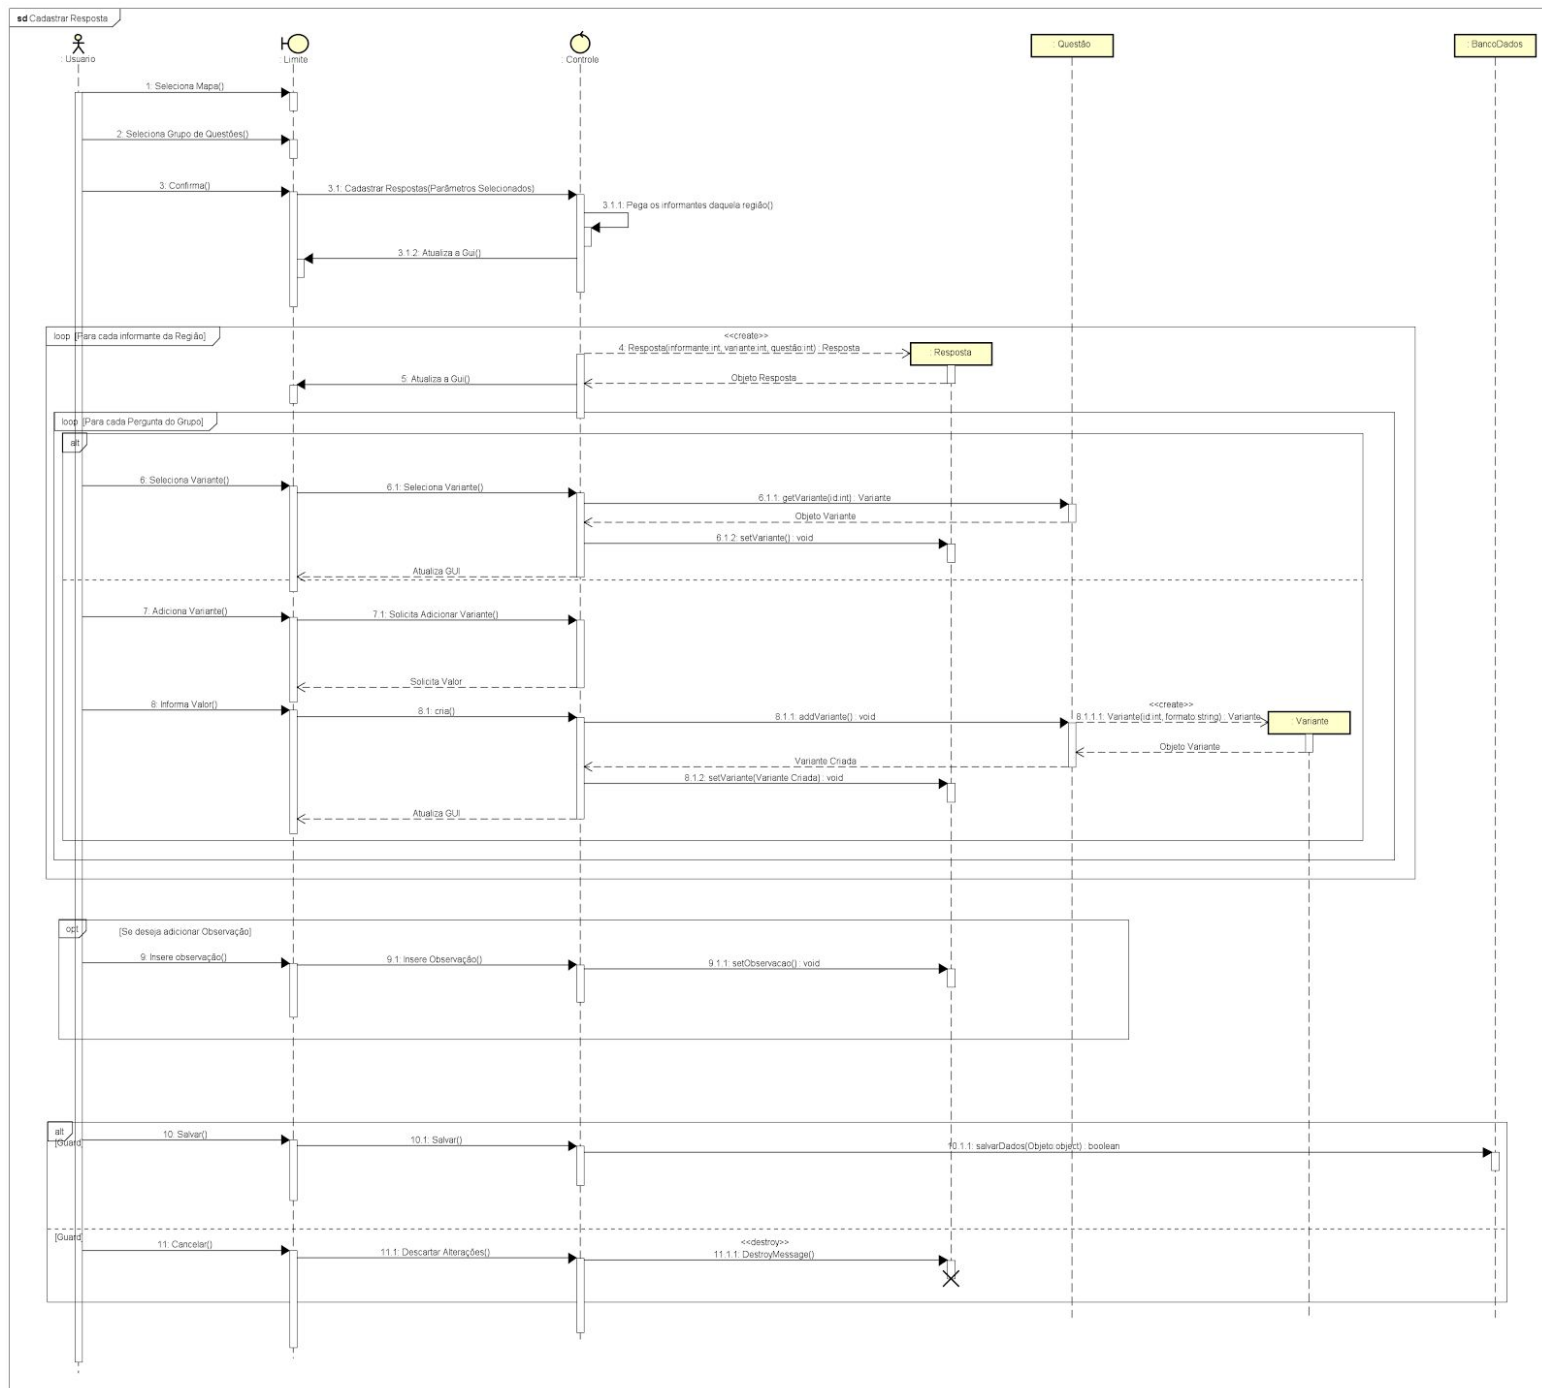 sd Cadastrar Resposta
: Usuario
: Limite
: Controle
: Questão
: BancoDados
1: Seleciona Mapa()
2: Seleciona Grupo de Questões()
3: Confirma()
3.1: Cadastrar Respostas(Parâmetros Selecionados)
3.1.1: Pega os informantes daquela região()
3.1.2: Atualiza a Gui()
loop [Para cada informante da Região]
<<create>>
4: Resposta(informante:int, variante:int, questão:int) : Resposta
: Resposta
Objeto Resposta
5: Atualiza a Gui()
loop [Para cada Pergunta do Grupo]
alt
6: Seleciona Variante()
6.1: Seleciona Variante()
6.1.1: getVariante(id:int) : Variante
Objeto Variante
6.1.2: setVariante() : void
Atualiza GUI
7: Adiciona Variante()
7.1: Solicita Adicionar Variante()
Solicita Valor
8: Informa Valor()
8.1: cria()
8.1.1: addVariante() : void
<<create>>
8.1.1.1: Variante(id:int, formato:string) : Variante
: Variante
Objeto Variante
Variante Criada
8.1.2: setVariante(Variante Criada) : void
Atualiza GUI
opt
[Se deseja adicionar Observação]
9: Insere observação()
9.1: Insere Observação()
9.1.1: setObservacao() : void
alt
[Guard
10: Salvar()
10.1: Salvar()
10.1.1: salvarDados(Objeto:object) : boolean
[Guard
11: Cancelar()
11.1: Descartar Alterações()
<<destroy>>
11.1.1: DestroyMessage()